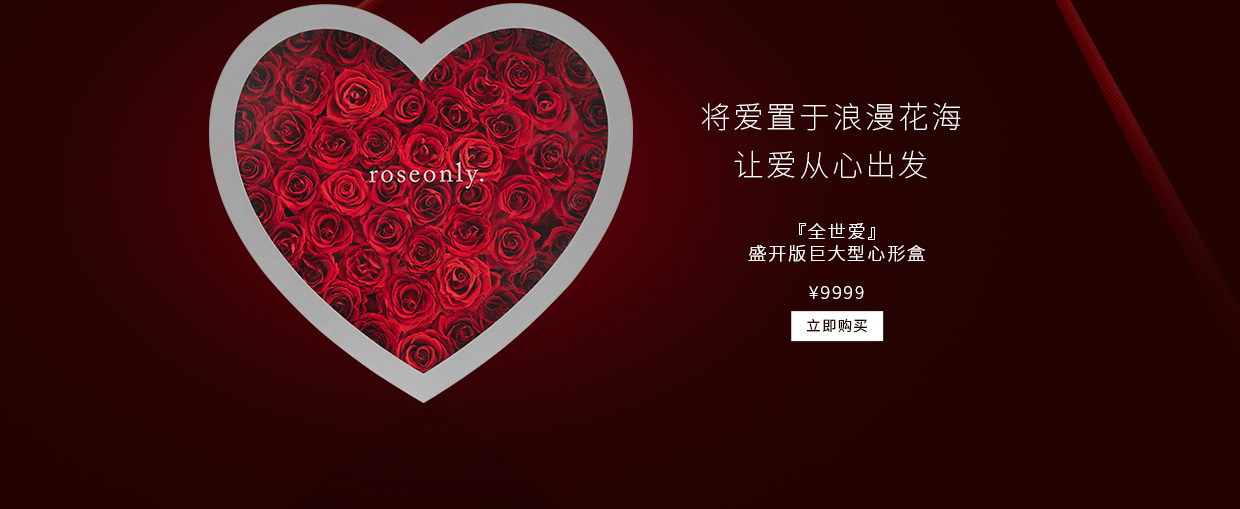 roseonly.
将爱置于浪漫花海
让爱从心出发
『全世爱』
盛开版巨大型心形盒
¥9999
立即购买